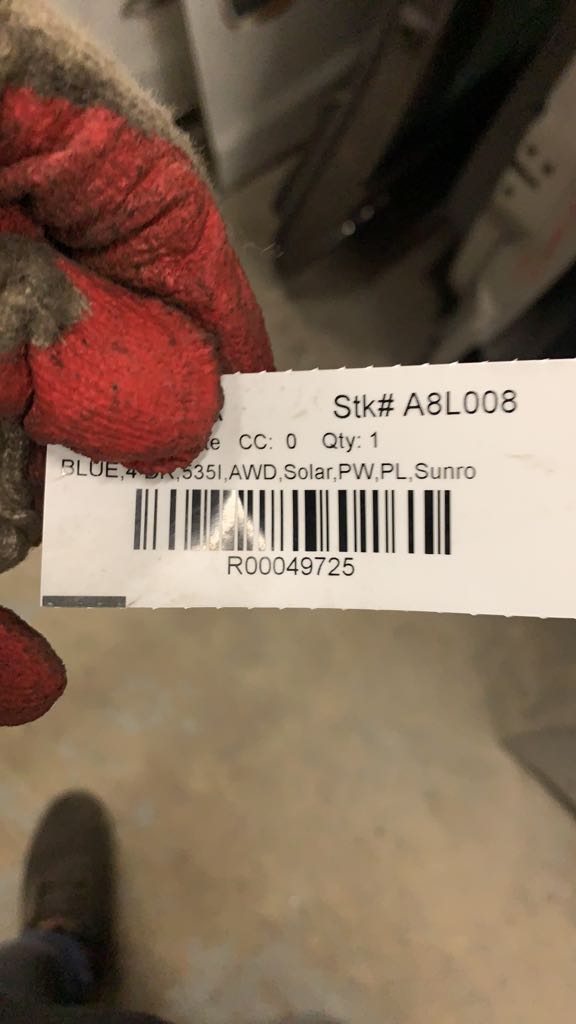 Stk# A8L008
CC: 0 Qty: 1
BLUE,4-DR,535I,AWD,Solar,PW,PL,Sunro
R00049725